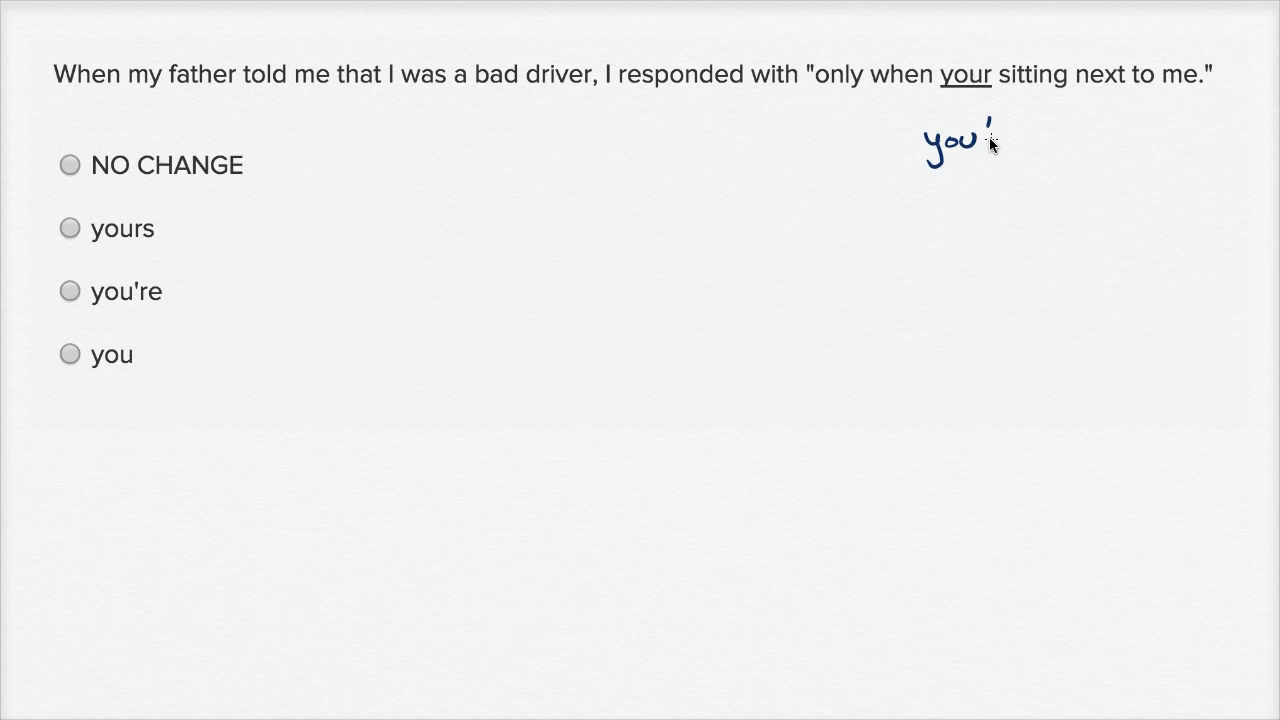 When my father told me that I was a bad driver, I responded with "only when your sitting next to me."
you'
NO CHANGE
yours
you're
you